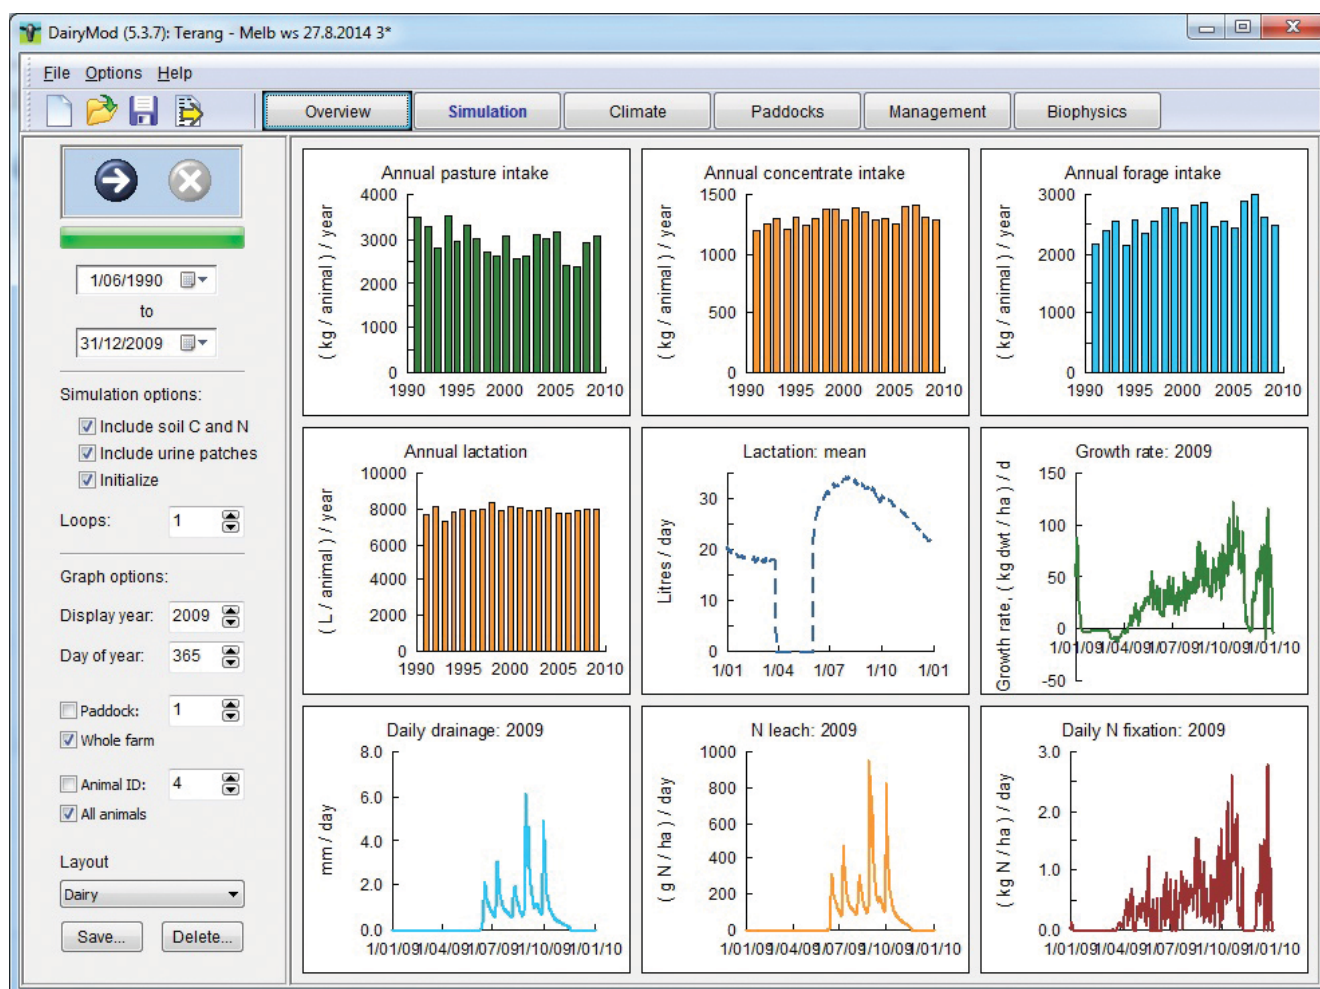 DairyMod (5.3.7): Terang - Melb ws 27.8.2014 3*
File Options Help
Overview Simulation Climate Paddocks Management Biophysics
1/06/1990
to
31/12/2009
Simulation options:
Include soil C and N
Include urine patches
Initialize
Loops: 1
Graph options:
Display year: 2009
Day of year: 365
Paddock: 1
Whole farm
Animal ID: 4
All animals
Layout
Dairy
Save... Delete...
Annual pasture intake
( kg / animal ) / year
4000
3000
2000
1000
0
1990 1995 2000 2005 2010
Annual concentrate intake
( kg / animal ) / year
1500
1000
500
0
1990 1995 2000 2005 2010
Annual forage intake
( kg / animal ) / year
3000
2000
1000
0
1990 1995 2000 2005 2010
Annual lactation
( L / animal ) / year
10000
8000
6000
4000
2000
0
1990 1995 2000 2005 2010
Lactation: mean
Litres / day
30
20
10
0
1/01 1/04 1/07 1/10 1/01
Growth rate: 2009
Growth rate, ( kg dwt / ha ) / d
150
100
50
0
-50
1/01/09 1/04/09 1/07/09 1/10/09 1/01/10
Daily drainage: 2009
mm / day
8.0
6.0
4.0
2.0
0.0
1/01/09 1/04/09 1/07/09 1/10/09 1/01/10
N leach: 2009
( g N / ha ) / day
1000
800
600
400
200
0
1/01/09 1/04/09 1/07/09 1/10/09 1/01/10
Daily N fixation: 2009
( kg N / ha ) / day
3.0
2.0
1.0
0.0
1/01/09 1/04/09 1/07/09 1/10/09 1/01/10